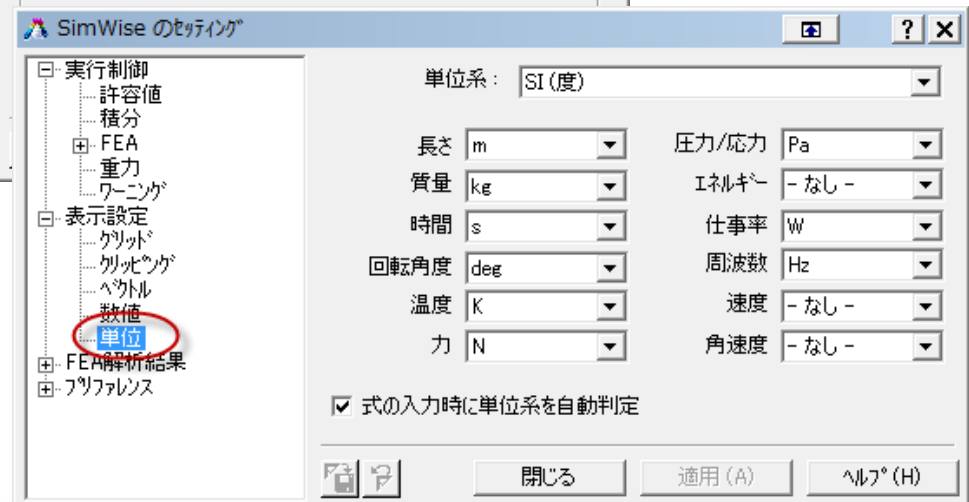 SimWise のｾｯﾃｨﾝｸﾞ
実行制御
許容値
積分
FEA
重力
ﾜｰﾆﾝｸﾞ
表示設定
ｸﾞﾘｯﾄﾞ
ｸﾘｯﾋﾟﾝｸﾞ
ﾍﾞｸﾄﾙ
数値
単位
FEA解析結果
ﾌﾟﾘﾌｧﾚﾝｽ
単位系： SI(度)
長さ m 圧力/応力 Pa
質量 kg ｴﾈﾙｷﾞｰ - なし -
時間 s 仕事率 W
回転角度 deg 周波数 Hz
温度 K 速度 - なし -
力 N 角速度 - なし -
式の入力時に単位系を自動判定
閉じる 適用(A) ﾍﾙﾌﾟ(H)